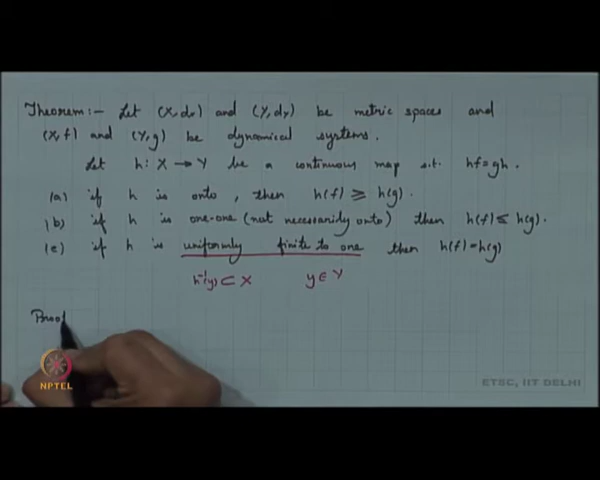 Theorem:- Let (X, dx) and (Y, dy) be metric spaces and
(X, f) and (Y, g) be dynamical systems.
Let h: X → Y be a continuous map s.t. hf = gh.
(a) if h is onto, then h(f) ≥ h(g).
(b) if h is one-one (not necessarily onto) then h(f) ≤ h(g).
(c) if h is uniformly finite to one then h(f) = h(g)
h⁻¹(y) ⊂ X y ∈ Y
Proof
NPTEL
ETSC, IIT DELHI